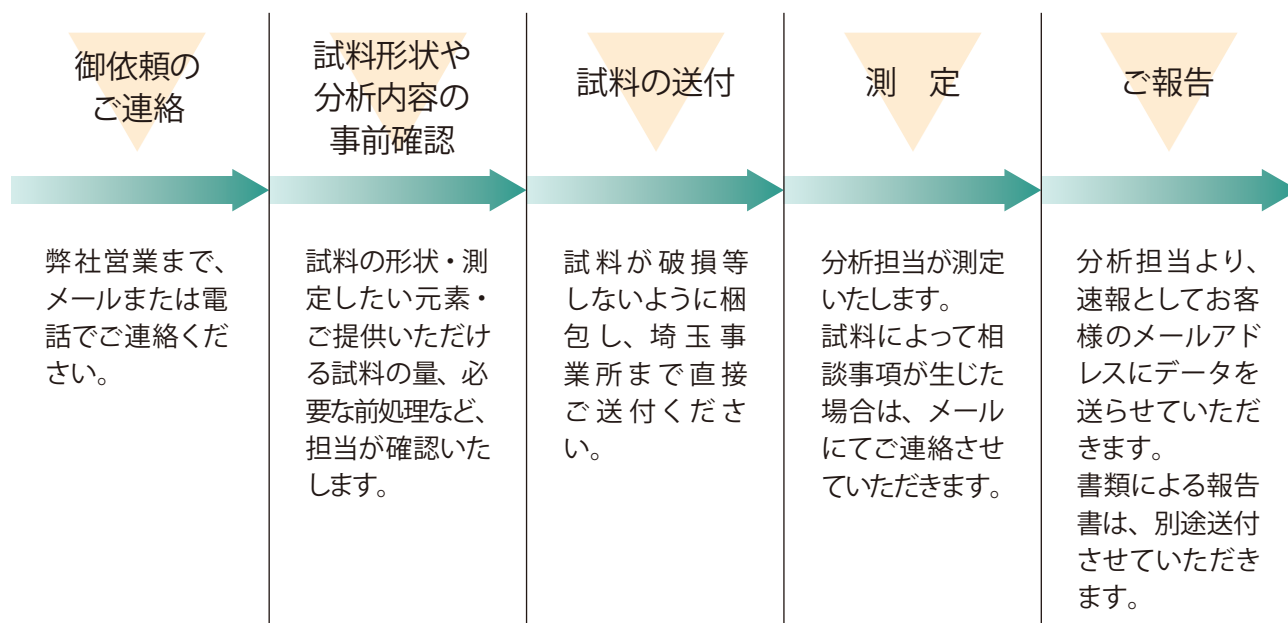 御依頼の
ご連絡
弊社営業まで、
メールまたは電
話でご連絡くだ
さい。
試料形状や
分析内容の
事前確認
試料の形状・測
定したい元素・
ご提供いただけ
る試料の量、必
要な前処理など、
担当が確認いた
します。
試料の送付
試料が破損等
しないように梱
包し、埼玉事
業所まで直接
ご送付くださ
い。
測　定
分析担当が測定
いたします。
試料によって相
談事項が生じた
場合は、メール
にてご連絡させ
ていただきます。
ご報告
分析担当より、
速報としてお客
様のメールアド
レスにデータを
送らせていただ
きます。
書類による報告
書は、別途送付
させていただき
ます。